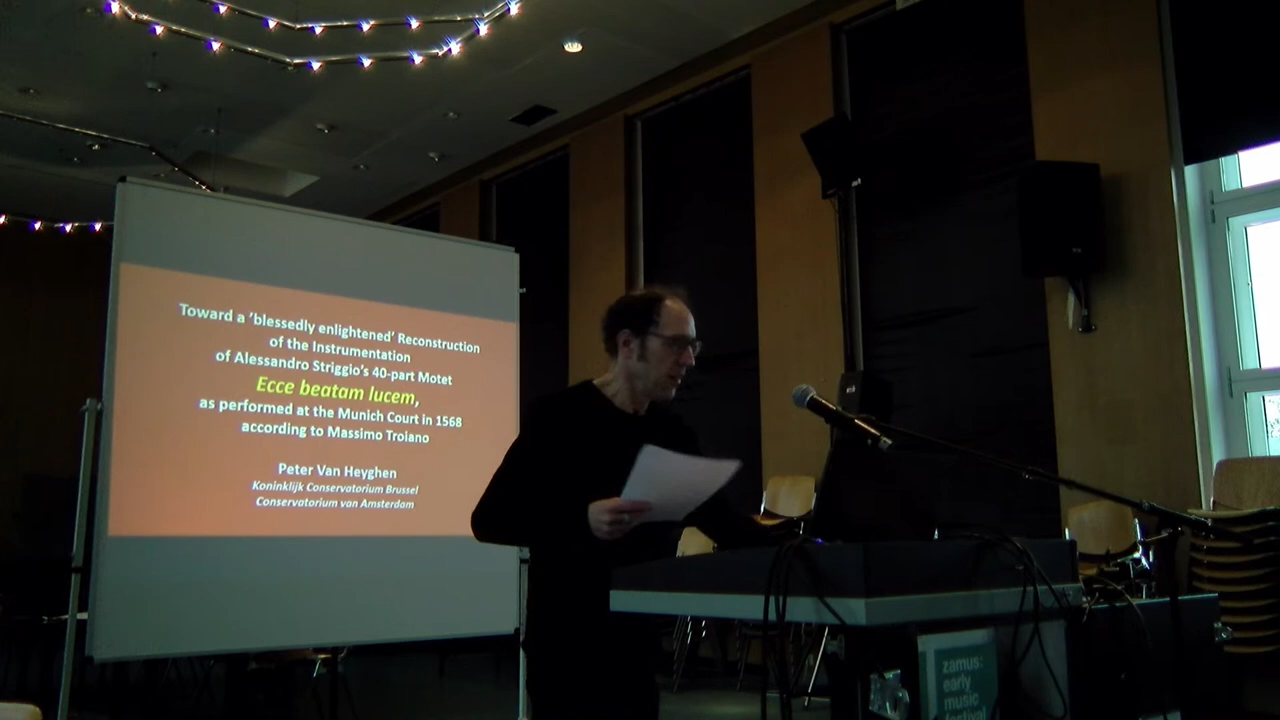 Toward a 'blessedly enlightened' Reconstruction
of the Instrumentation
of Alessandro Striggio's 40-part Motet
Ecce beatam lucem,
as performed at the Munich Court in 1568
according to Massimo Troiano
Peter Van Heyghen
Koninklijk Conservatorium Brussel
Conservatorium van Amsterdam
zamus:
early
music
festival